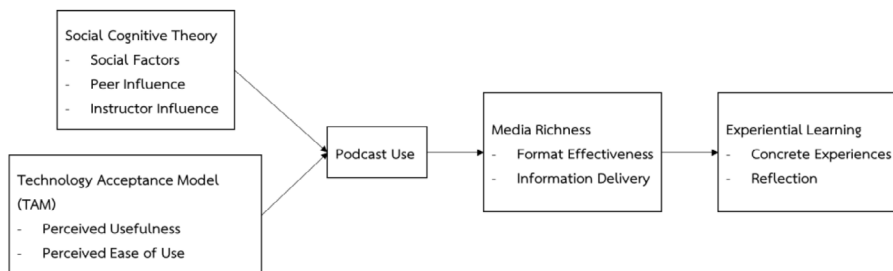 Social Cognitive Theory
- Social Factors
- Peer Influence
- Instructor Influence
Technology Acceptance Model
(TAM)
- Perceived Usefulness
- Perceived Ease of Use
Podcast Use
Media Richness
- Format Effectiveness
- Information Delivery
Experiential Learning
- Concrete Experiences
- Reflection